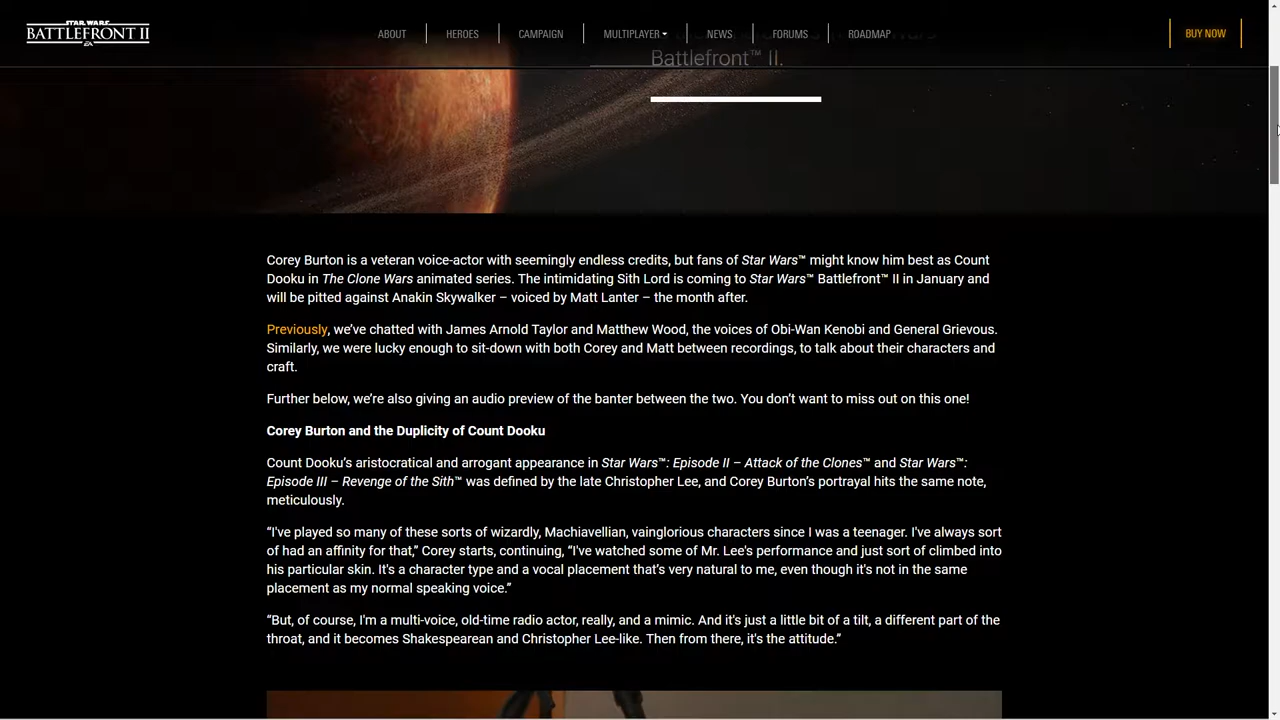 STAR WARS
BATTLEFRONT II
EA
ABOUT
HEROES
CAMPAIGN
MULTIPLAYER
NEWS
FORUMS
ROADMAP
BUY NOW
Battlefront™ II.
Corey Burton is a veteran voice-actor with seemingly endless credits, but fans of Star Wars™ might know him best as Count
Dooku in The Clone Wars animated series. The intimidating Sith Lord is coming to Star Wars™ Battlefront™ II in January and
will be pitted against Anakin Skywalker – voiced by Matt Lanter – the month after.
Previously, we’ve chatted with James Arnold Taylor and Matthew Wood, the voices of Obi-Wan Kenobi and General Grievous.
Similarly, we were lucky enough to sit-down with both Corey and Matt between recordings, to talk about their characters and
craft.
Further below, we’re also giving an audio preview of the banter between the two. You don’t want to miss out on this one!
Corey Burton and the Duplicity of Count Dooku
Count Dooku’s aristocratical and arrogant appearance in Star Wars™: Episode II – Attack of the Clones™ and Star Wars™:
Episode III – Revenge of the Sith™ was defined by the late Christopher Lee, and Corey Burton’s portrayal hits the same note,
meticulously.
“I've played so many of these sorts of wizardly, Machiavellian, vainglorious characters since I was a teenager. I've always sort
of had an affinity for that,” Corey starts, continuing, “I've watched some of Mr. Lee's performance and just sort of climbed into
his particular skin. It's a character type and a vocal placement that’s very natural to me, even though it's not in the same
placement as my normal speaking voice.”
“But, of course, I’m a multi-voice, old-time radio actor, really, and a mimic. And it's just a little bit of a tilt, a different part of the
throat, and it becomes Shakespearean and Christopher Lee-like. Then from there, it's the attitude.”